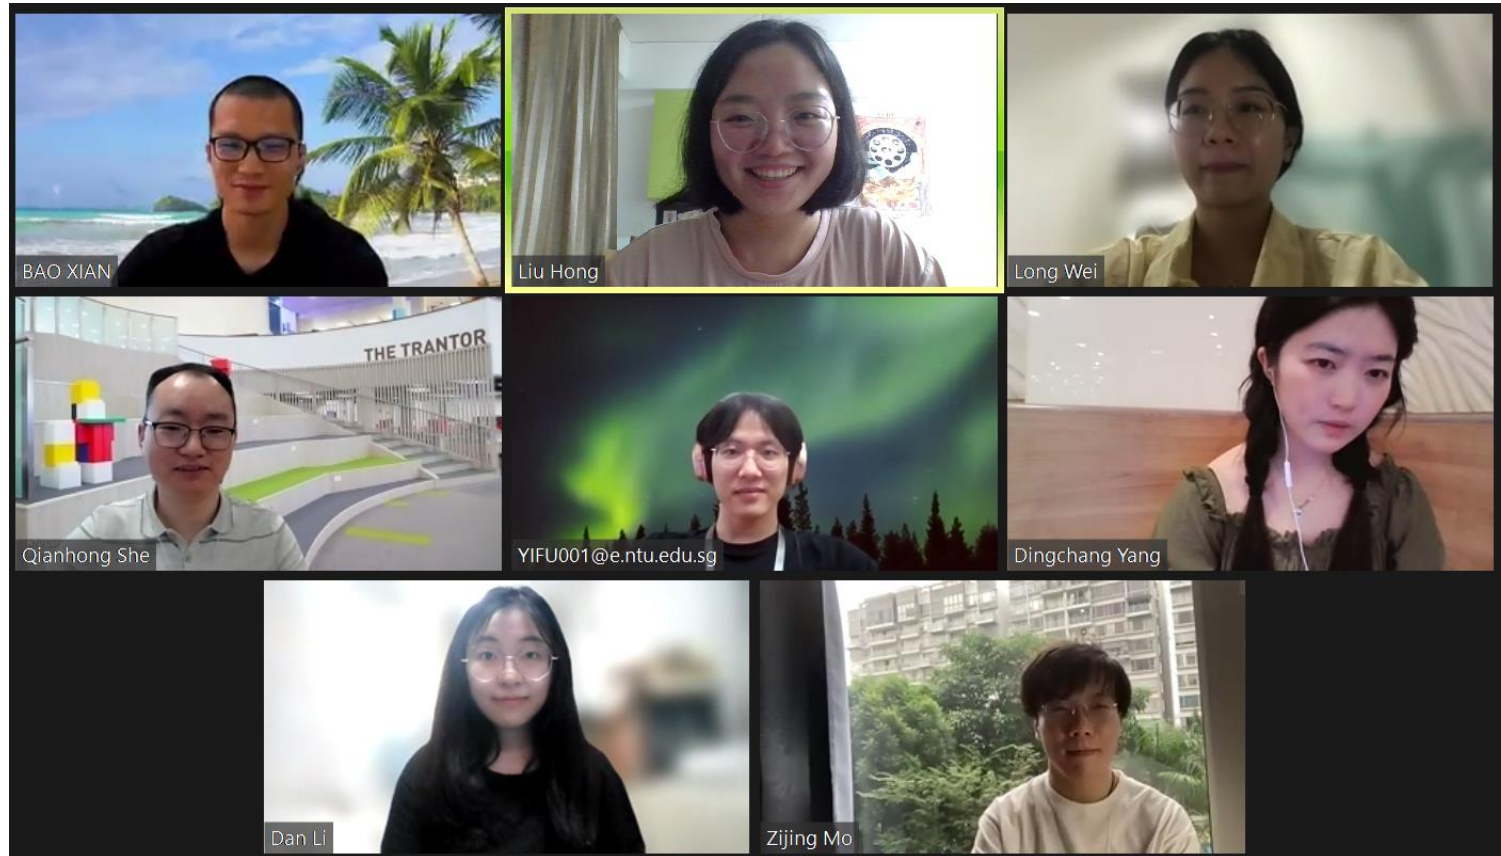 BAO XIAN
Liu Hong
Long Wei
THE TRANTOR
Qianhong She
YIFU001@e.ntu.edu.sg
Dingchang Yang
Dan Li
Zijing Mo